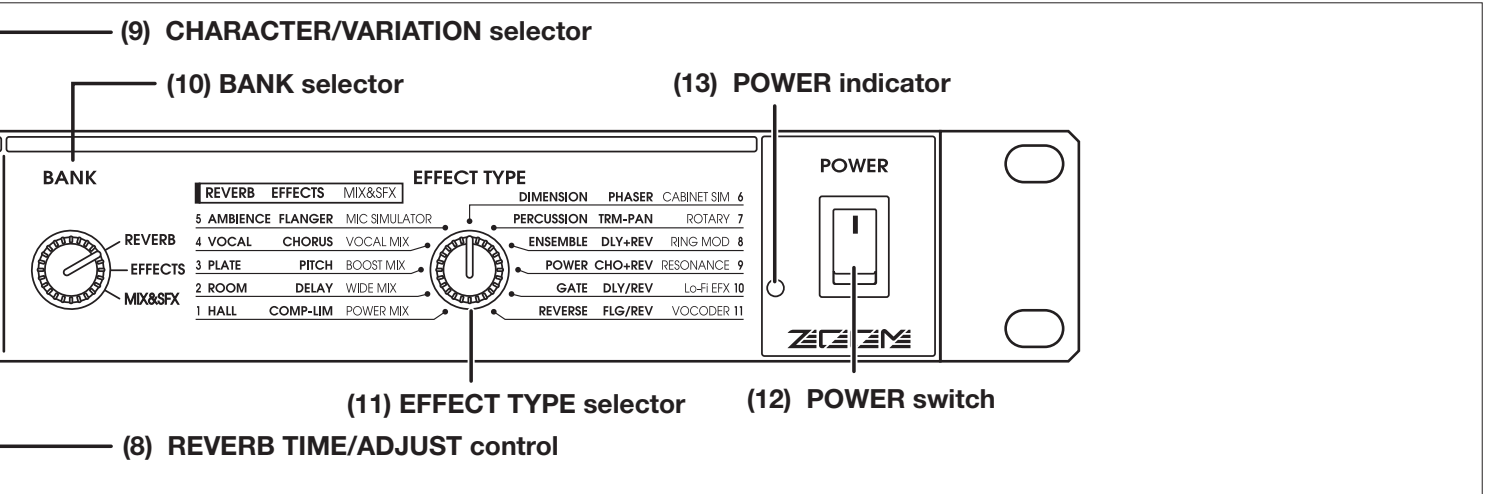 (9) CHARACTER/VARIATION selector
(10) BANK selector
(13) POWER indicator
BANK
REVERB
EFFECTS
MIX&SFX
EFFECT TYPE
REVERB EFFECTS MIX&SFX
5 AMBIENCE FLANGER MIC SIMULATOR
4 VOCAL CHORUS VOCAL MIX
3 PLATE PITCH BOOST MIX
2 ROOM DELAY WIDE MIX
1 HALL COMP-LIM POWER MIX
DIMENSION PHASER CABINET SIM 6
PERCUSSION TRM-PAN ROTARY 7
ENSEMBLE DLY+REV RING MOD 8
POWER CHO+REV RESONANCE 9
GATE DLY/REV Lo-Fi EFX 10
REVERSE FLG/REV VOCODER 11
POWER
ZOOM
(11) EFFECT TYPE selector
(12) POWER switch
(8) REVERB TIME/ADJUST control